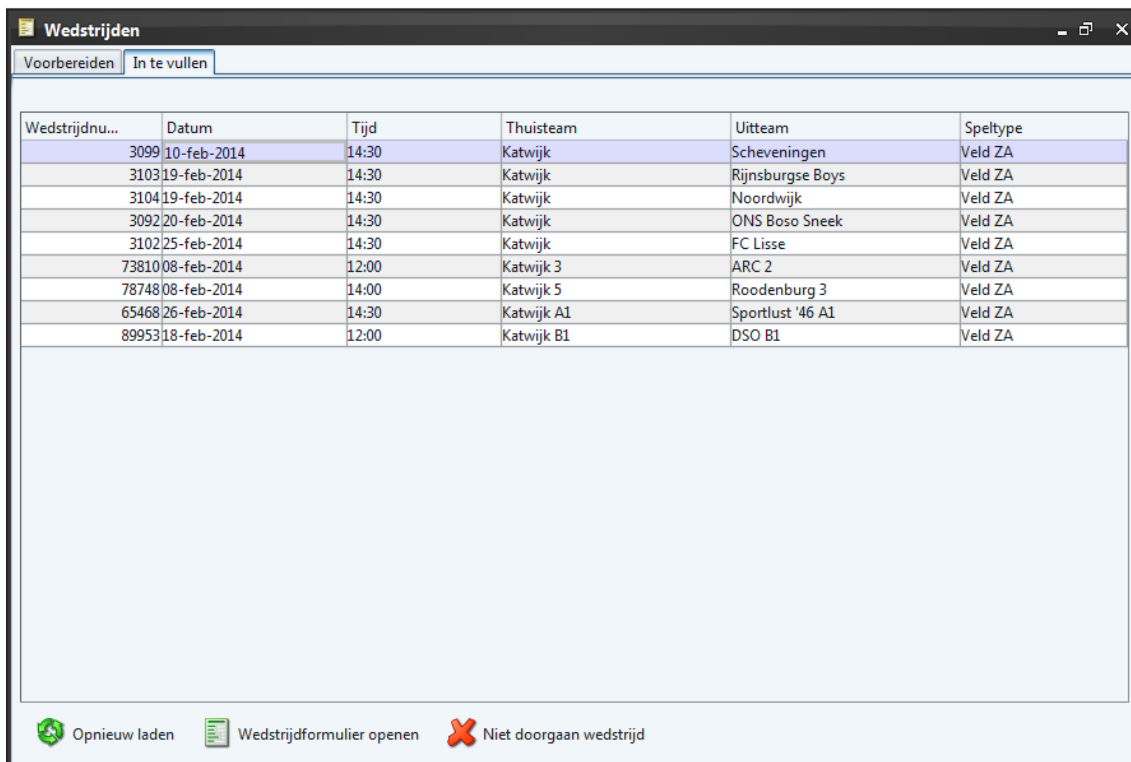 Wedstrijden
Voorbereiden In te vullen
Wedstrijdnu... Datum Tijd Thuisteam Uitteam Speltype
3099 10-feb-2014 14:30 Katwijk Scheveningen Veld ZA
3103 19-feb-2014 14:30 Katwijk Rijnsburgse Boys Veld ZA
3104 19-feb-2014 14:30 Katwijk Noordwijk Veld ZA
3092 20-feb-2014 14:30 Katwijk ONS Boso Sneek Veld ZA
3102 25-feb-2014 14:30 Katwijk FC Lisse Veld ZA
73810 08-feb-2014 12:00 Katwijk 3 ARC 2 Veld ZA
78748 08-feb-2014 14:00 Katwijk 5 Roodenburg 3 Veld ZA
65468 26-feb-2014 14:30 Katwijk A1 Sportlust '46 A1 Veld ZA
89953 18-feb-2014 12:00 Katwijk B1 DSO B1 Veld ZA
Opnieuw laden Wedstrijdformulier openen Niet doorgaan wedstrijd